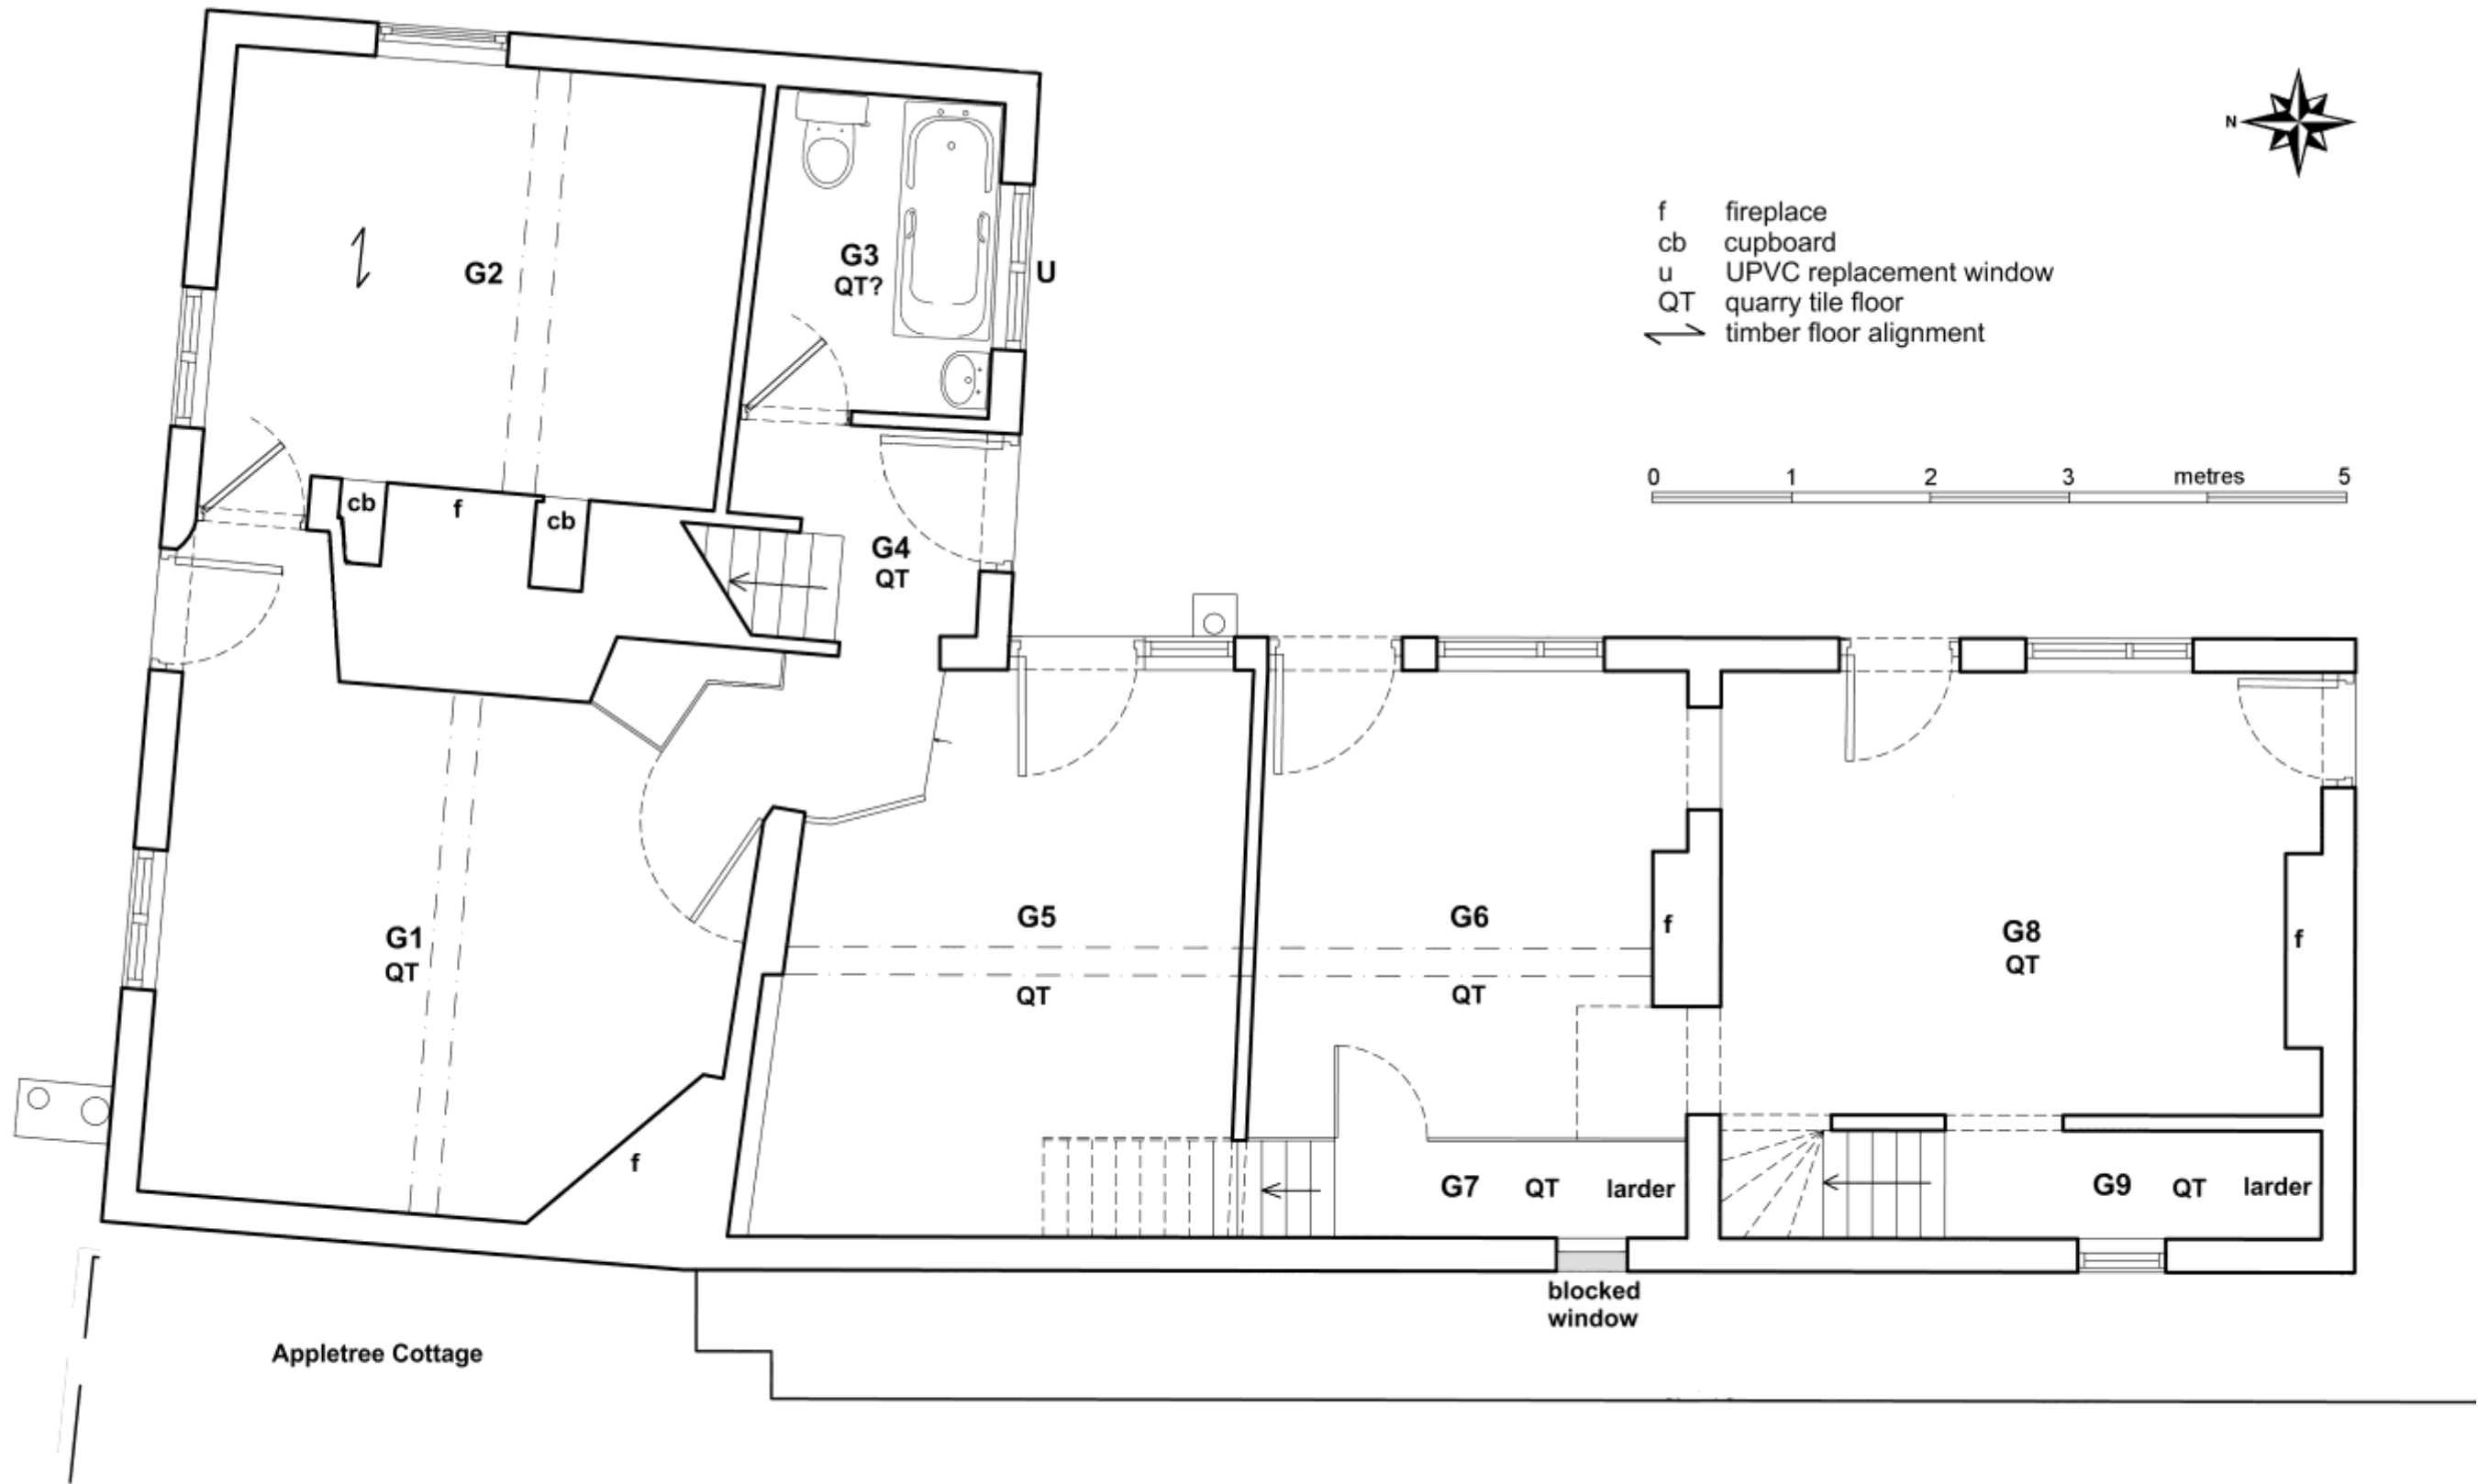 N
f fireplace
cb cupboard
u UPVC replacement window
QT quarry tile floor
timber floor alignment
G2
G3
QT?
U
0 1 2 3 metres 5
cb f cb
G4
QT
G1
QT
G5
QT
G6
QT
f
G8
QT
f
f
G7 QT larder
G9 QT larder
blocked
window
Appletree Cottage